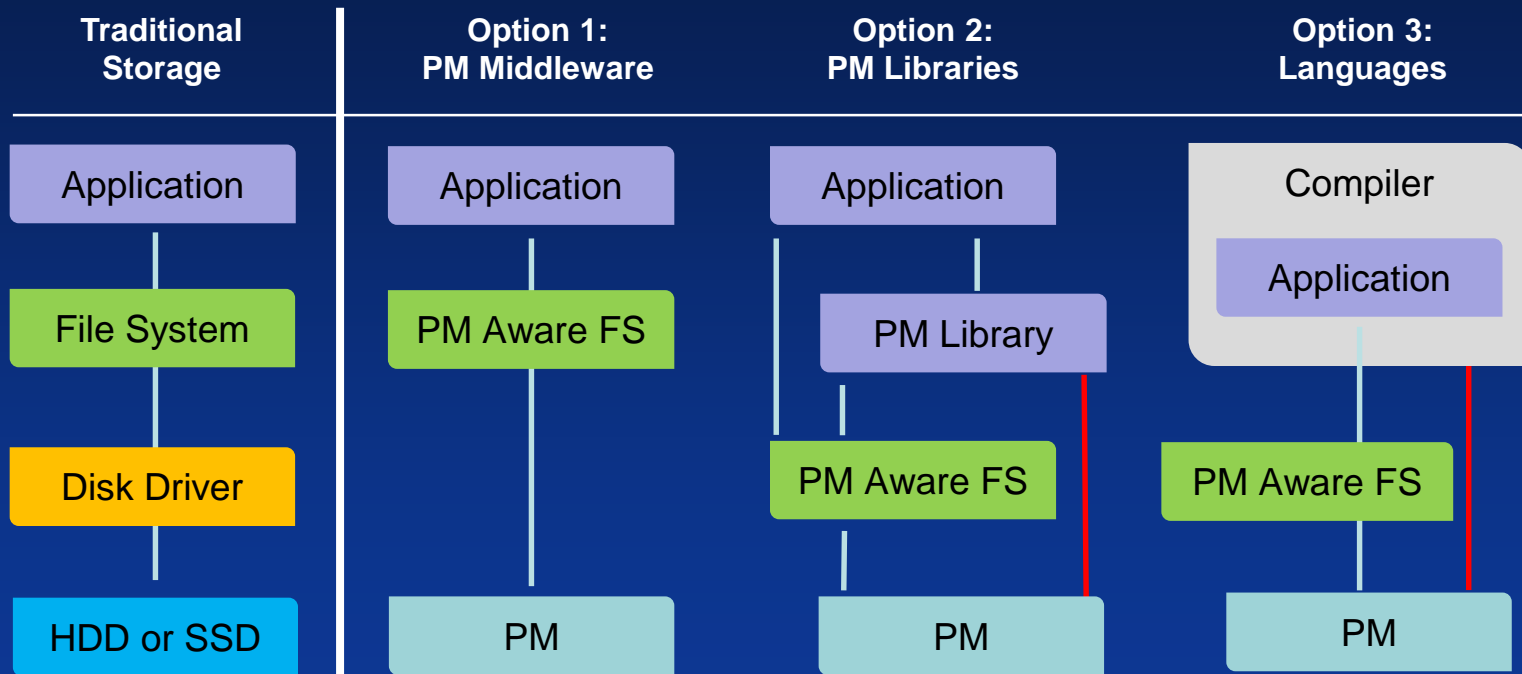 Traditional
Storage
Option 1:
PM Middleware
Option 2:
PM Libraries
Option 3:
Languages
Application
File System
Disk Driver
HDD or SSD
Application
PM Aware FS
PM
Application
PM Library
PM Aware FS
PM
Compiler
Application
PM Aware FS
PM